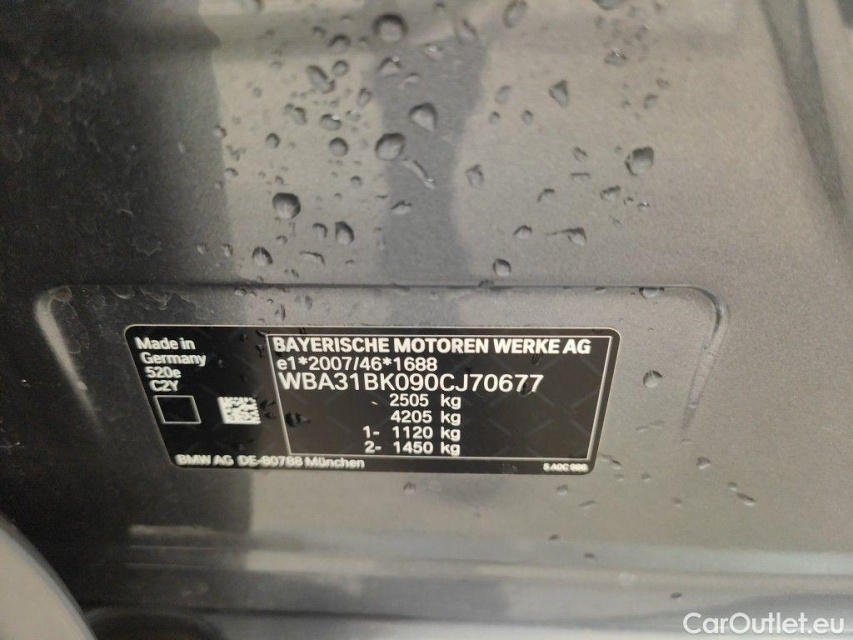 Made in
Germany
520e
C2Y
BAYERISCHE MOTOREN WERKE AG
e1*2007/46*1688
WBA31BK090CJ70677
2505 kg
4205 kg
1- 1120 kg
2- 1450 kg
BMW AG DE-80788 München
CarOutlet.eu